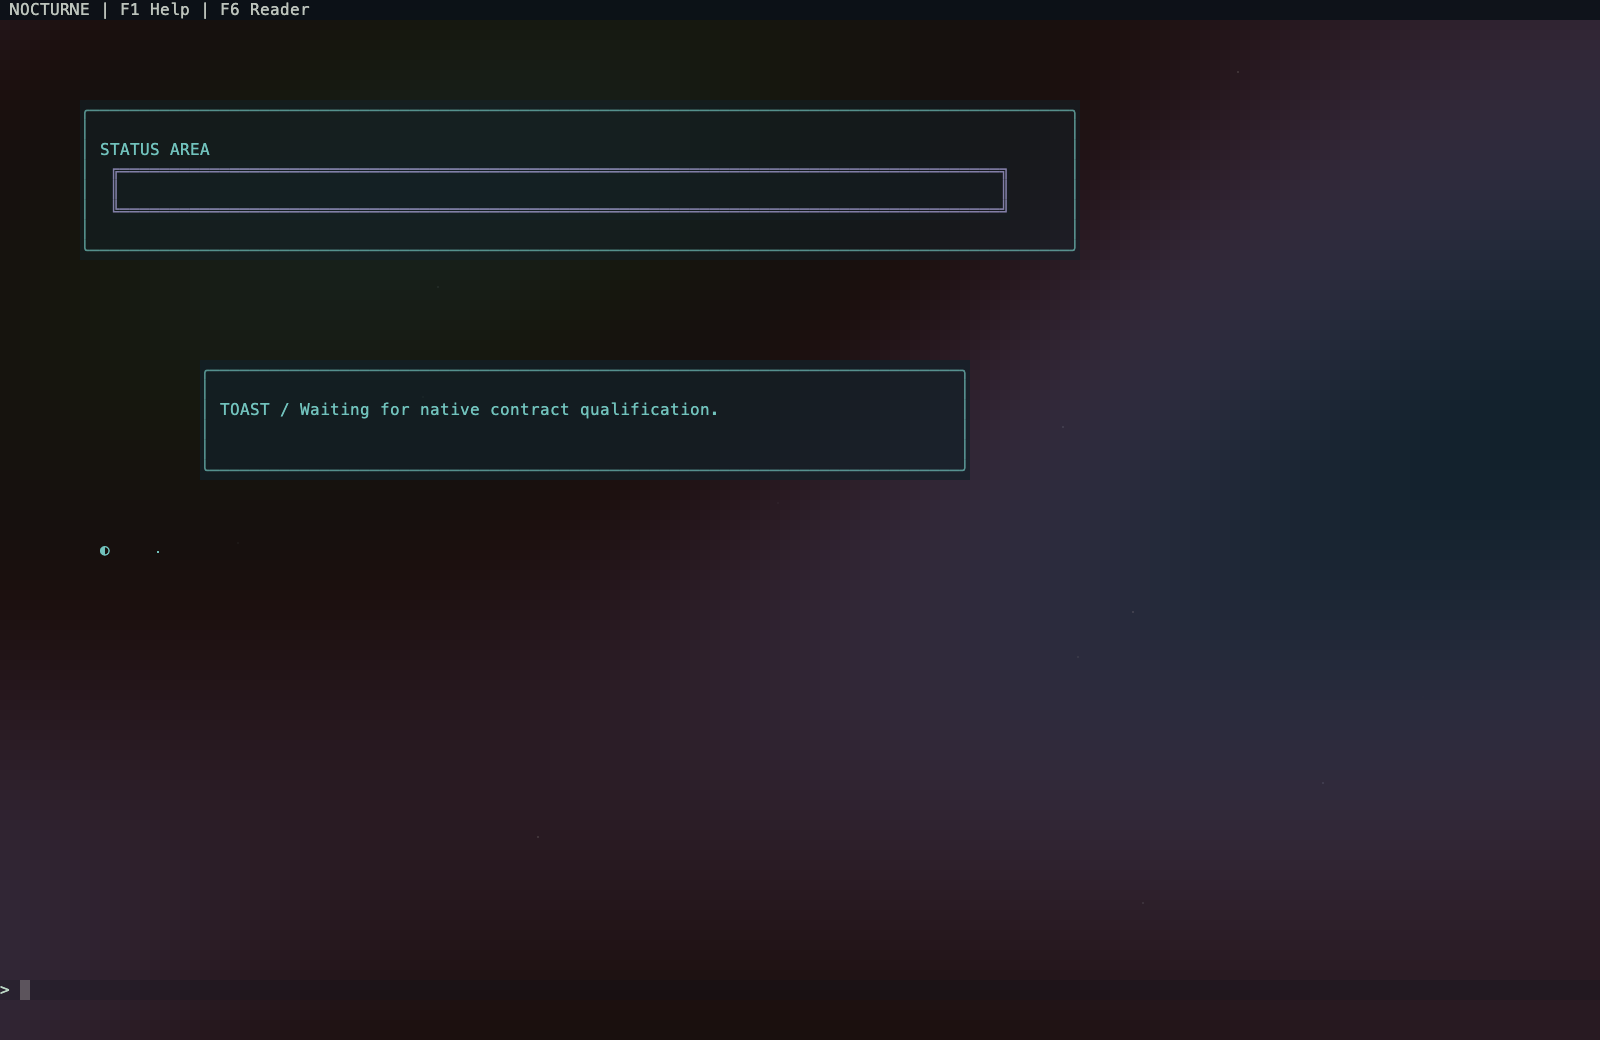 NOCTURNE | F1 Help | F6 Reader
STATUS AREA
TOAST / Waiting for native contract qualification.
>